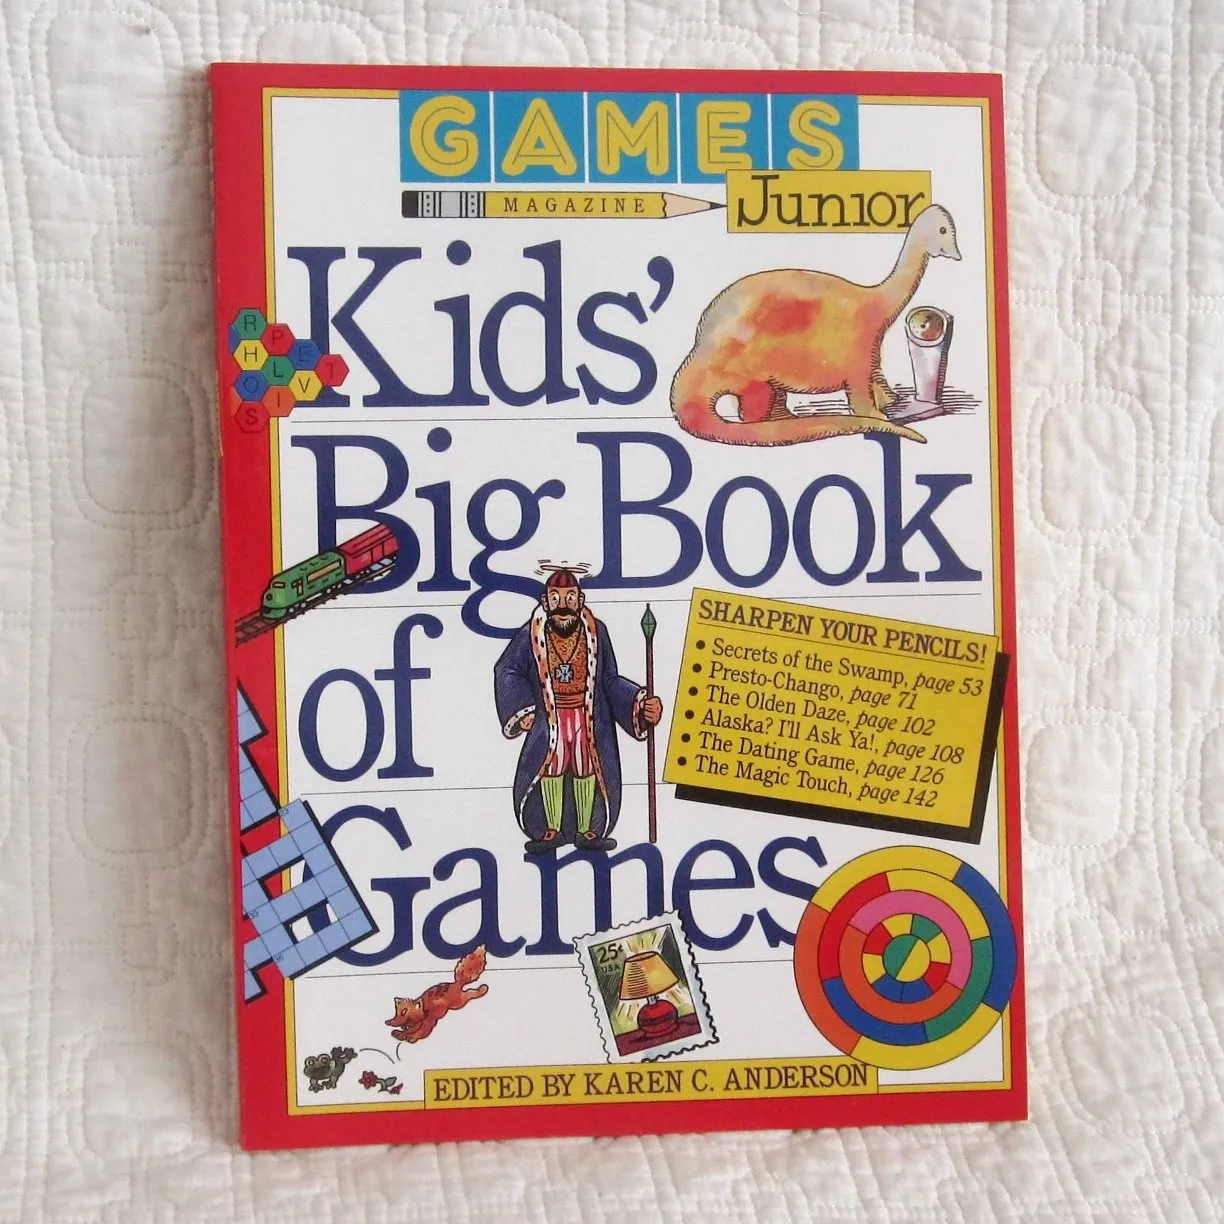 GAMES
MAGAZINE
Junior
Kids'
Big Book
of
Games
SHARPEN YOUR PENCILS!
• Secrets of the Swamp, page 53
• Presto-Chango, page 71
• The Olden Daze, page 102
• Alaska? I'll Ask Ya!, page 108
• The Dating Game, page 126
• The Magic Touch, page 142
R
P
H
E
T
L
O
V
I
S
25¢
USA
EDITED BY KAREN C. ANDERSON